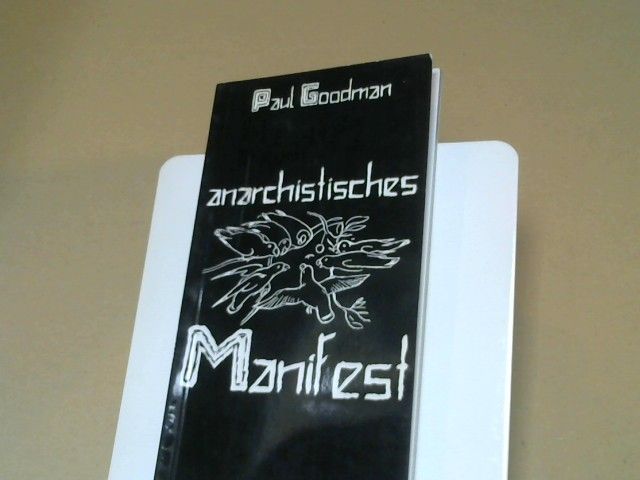 Paul Goodman
anarchistisches
Manifest